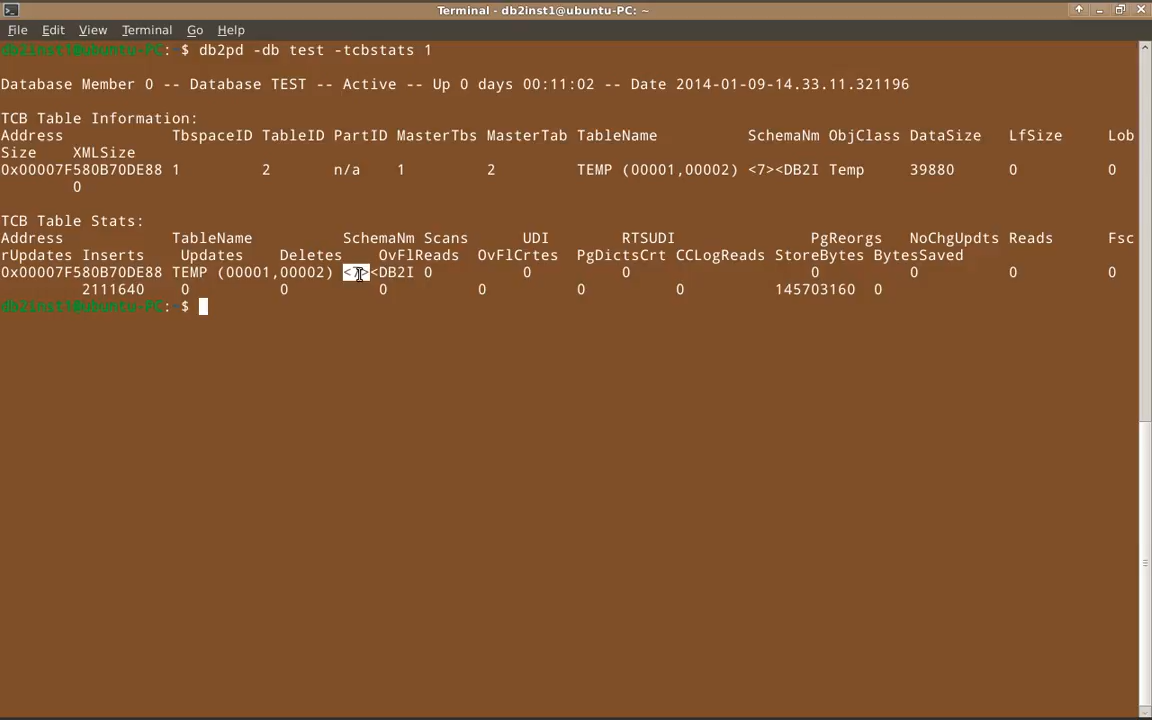 Terminal - db2inst1@ubuntu-PC: ~
File Edit View Terminal Go Help
db2inst1@ubuntu-PC:~$ db2pd -db test -tcbstats 1
Database Member 0 -- Database TEST -- Active -- Up 0 days 00:11:02 -- Date 2014-01-09-14.33.11.321196
TCB Table Information:
Address TbspaceID TableID PartID MasterTbs MasterTab TableName SchemaNm ObjClass DataSize LfSize Lob
Size XMLSize
0x00007F580B70DE88 1 2 n/a 1 2 TEMP (00001,00002) <7><DB2I Temp 39880 0 0
0
TCB Table Stats:
Address TableName SchemaNm Scans UDI RTSUDI PgReorgs NoChgUpdts Reads Fsc
rUpdates Inserts Updates Deletes OvFlReads OvFlCrtes PgDictsCrt CCLogReads StoreBytes BytesSaved
0x00007F580B70DE88 TEMP (00001,00002) <7><DB2I 0 0 0 0 0 0 0
2111640 0 0 0 0 0 0 145703160 0
db2inst1@ubuntu-PC:~$